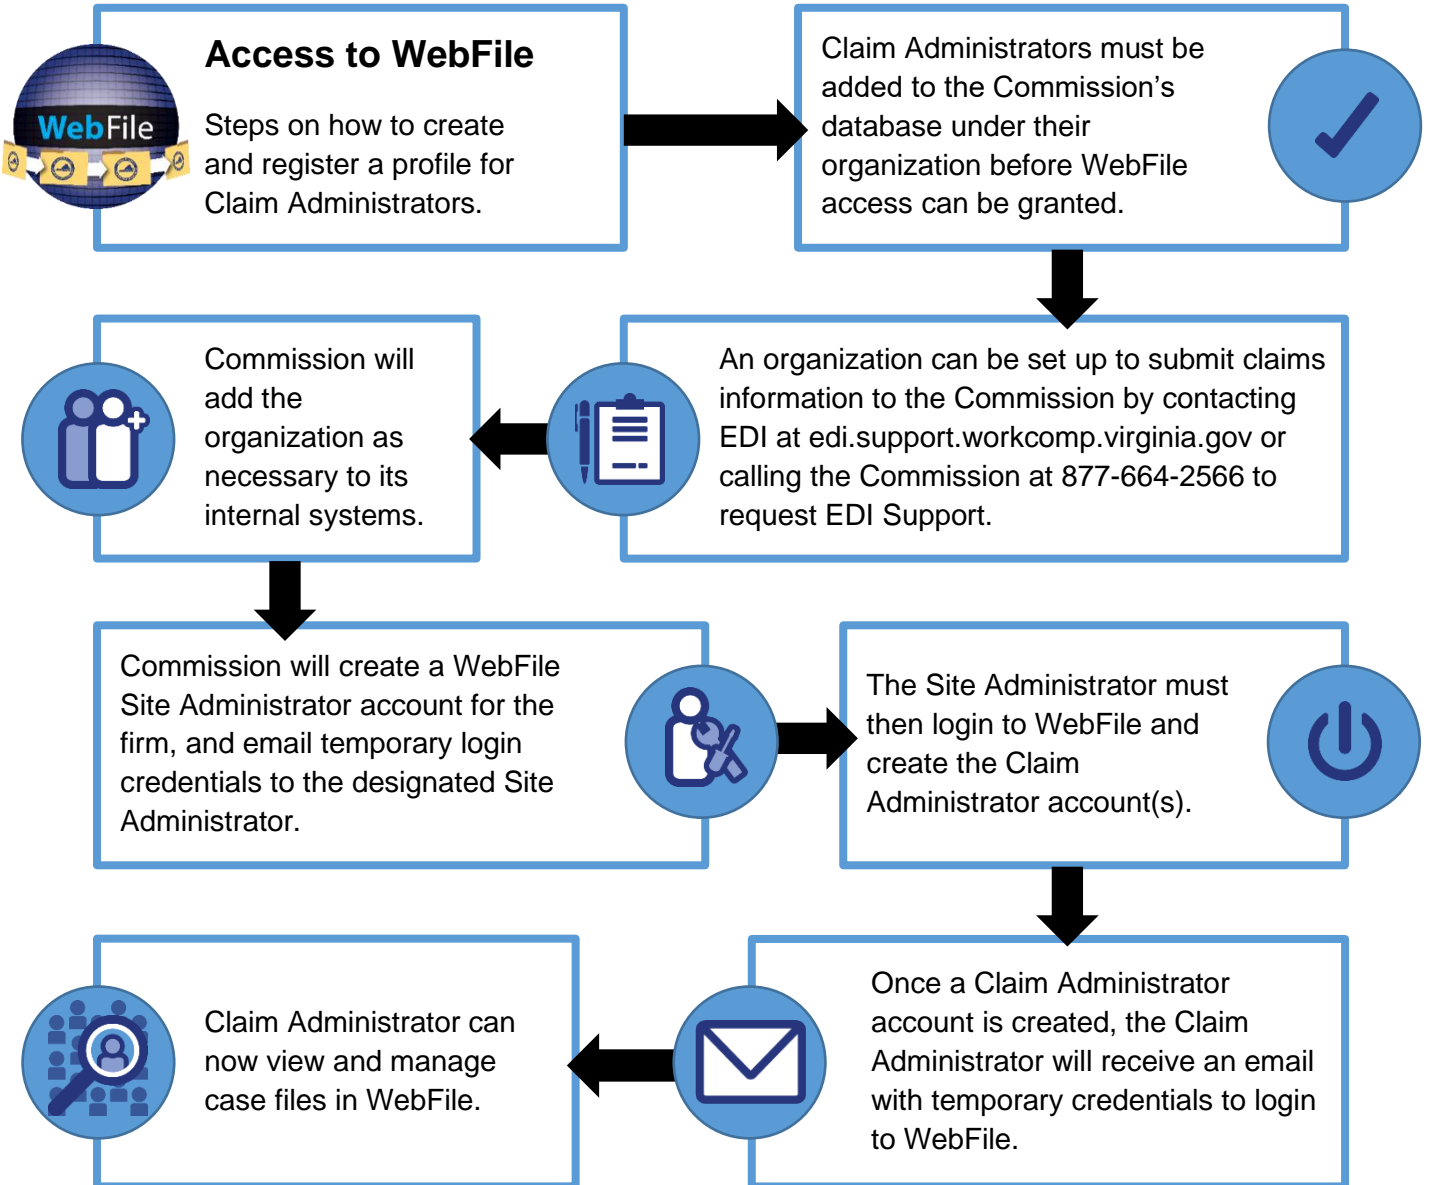 Access to WebFile
WebFile
Steps on how to create
and register a profile for
Claim Administrators.
Claim Administrators must be
added to the Commission’s
database under their
organization before WebFile
access can be granted.
An organization can be set up to submit claims
information to the Commission by contacting
EDI at edi.support.workcomp.virginia.gov or
calling the Commission at 877-664-2566 to
request EDI Support.
Commission will
add the
organization as
necessary to its
internal systems.
Commission will create a WebFile
Site Administrator account for the
firm, and email temporary login
credentials to the designated Site
Administrator.
The Site Administrator must
then login to WebFile and
create the Claim
Administrator account(s).
Once a Claim Administrator
account is created, the Claim
Administrator will receive an email
with temporary credentials to login
to WebFile.
Claim Administrator can
now view and manage
case files in WebFile.